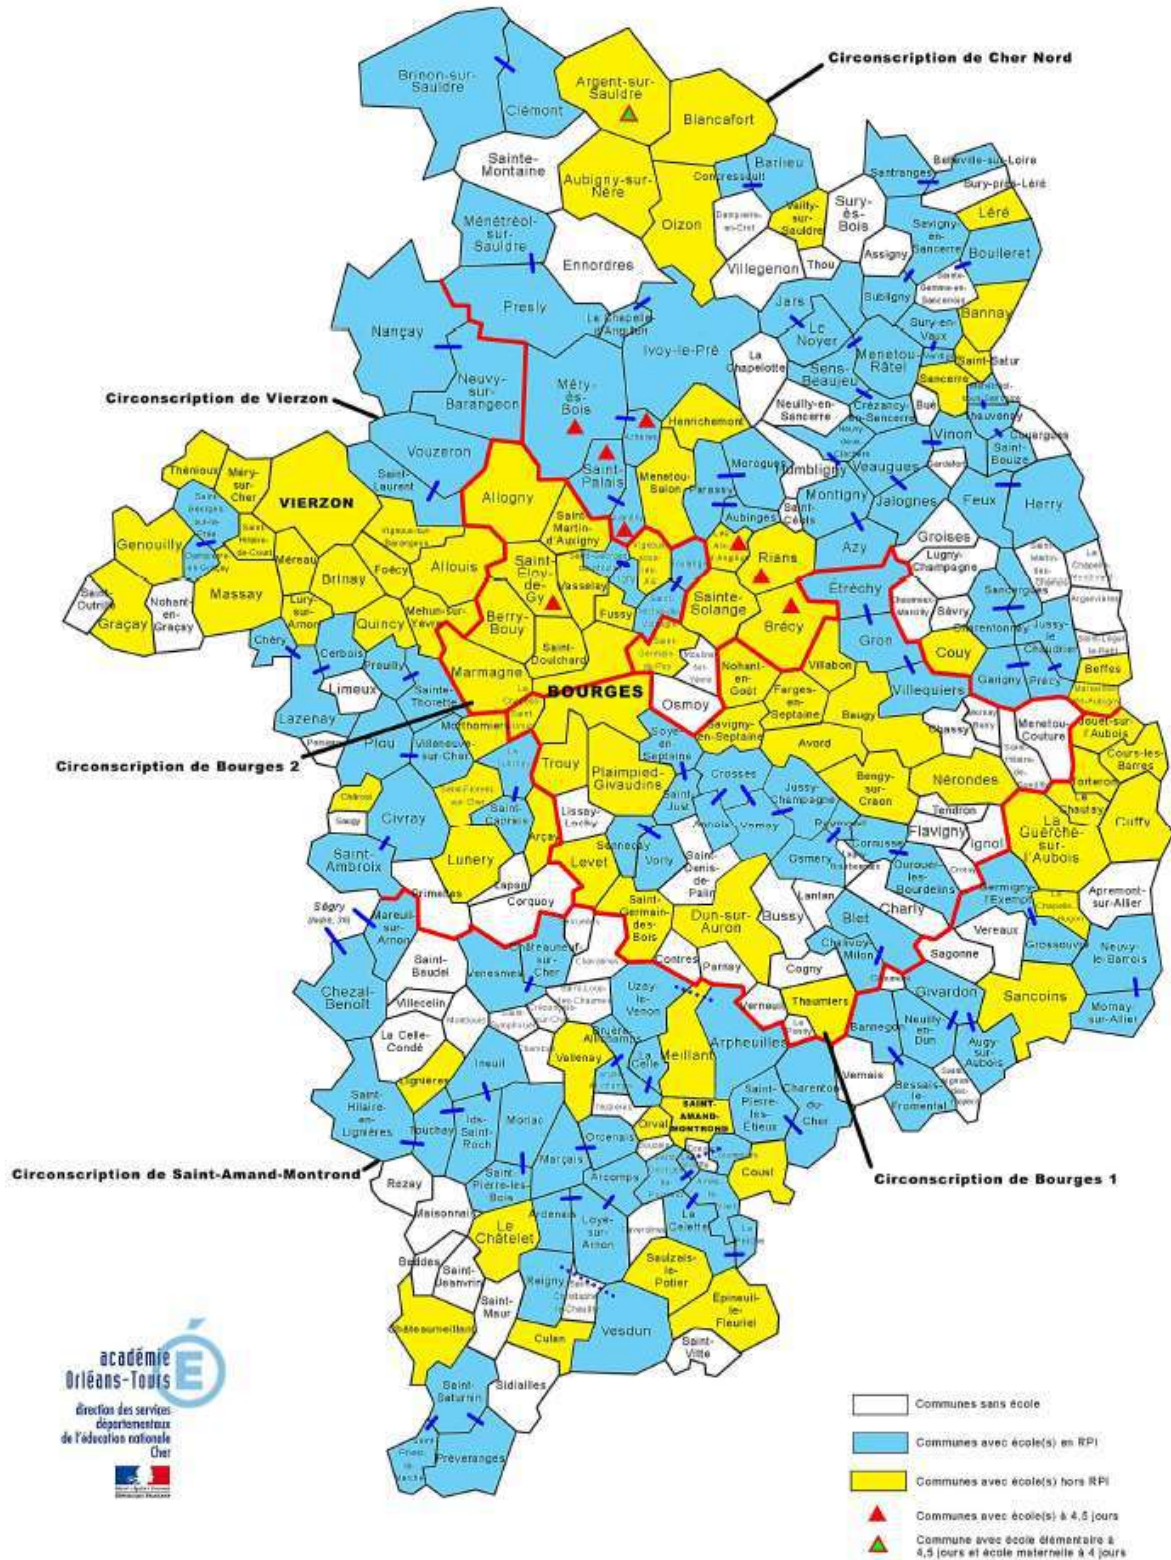 Circonscription de Cher Nord
Brinon-sur-
Sauldre
Clémont
Argent-sur-
Sauldre
Blancafort
Sainte-
Montaine
Aubigny-sur-
Nère
Concressault
Barlieu
Santranges
Belleville-sur-Loire
Sury-près-Léré
Léré
Oizon
Vailly-
sur-
Sauldre
Sury-
ès-
Bois
Savigny-
en-
Sancerre
Boulleret
Assigny
Thou
Villegenon
Ménétréol-
sur-
Sauldre
Ennordres
Presly
Nançay
Neuvy-
sur-
Barangeon
Ivoy-le-Pré
Jars
Le
Noyer
Subligny
Bannay
Sury-en-
Vaux
Menetou-
Râtel
Saint-Satur
Sancerre
La
Chapelotte
Sens-
Beaujeu
Crézancy-
en-Sancerre
Bué
Neuilly-en-
Sancerre
Méry-
ès-
Bois
Henrichemont
Circonscription de Vierzon
Vouzeron
Saint-
Laurent
Saint-
Palais
Menetou-
Salon
Morogues
Parassy
Aubinges
Humbligny
Montigny
Veaugues
Vinon
Jalognes
Feux
Herry
Saint-
Bouize
Thénioux
Méry-
sur-
Cher
VIERZON
Allogny
Saint-
Martin-
d'Auxigny
Saint-
Céols
Azy
Groises
Lugny-
Champagne
Genouilly
Méreau
Brinay
Foëcy
Allouis
Saint-
Éloy-
de-
Gy
Vasselay
Fussy
Rians
Sainte-
Solange
Brécy
Étréchy
Sévry
Sancergues
Charentonnay
Jussy-
le-
Chaudrier
Saint-
Outrille
Graçay
Nohant-
en-
Graçay
Massay
Lury-
sur-
Arnon
Quincy
Mehun-sur-
Yèvre
Berry-
Bouy
Saint-
Doulchard
Gron
Couy
Garigny
Précy
Beffes
Chéry
Cerbois
Preuilly
Limeux
Sainte-
Thorette
Marmagne
BOURGES
Osmoy
Nohant-
en-
Goût
Villabon
Farges-
en-
Septaine
Villequiers
Lazenay
Morthomiers
Savigny-
en-Septaine
Baugy
Chassy
Menetou-
Couture
Jouet-sur-
l'Aubois
Cours-les-
Barres
Circonscription de Bourges 2
Plou
Villeneuve-
sur-Cher
Trouy
Plaimpied-
Givaudins
Soye-
en-
Septaine
Avord
Bengy-
sur-
Craon
Nérondes
Torteron
Cuffy
Civray
Lissay-
Lochy
Saint-
Just
Crosses
Jussy-
Champagne
Vornay
Tendron
Flavigny
Ignol
Le
Chautay
La
Guerche-
sur-
l'Aubois
Saint-
Ambroix
Lunery
Arçay
Levet
Senneçay
Vorly
Saint-
Denis-
de-
Palin
Osmery
Cornusse
Ourouer-
les-
Bourdelins
Germigny-
l'Exempt
Apremont-
sur-Allier
Primelles
Lapan
Corquoy
Saint-
Germain-
des-
Bois
Dun-sur-
Auron
Bussy
Lantan
Blet
Charly
Vereaux
Grossouvre
Neuvy-
le-Barrois
Ségry
Mareuil-
sur-
Arnon
Saint-
Baudel
Venesmes
Châteauneuf-
sur-
Cher
Contres
Parnay
Cogny
Chalivoy-
Milon
Sagonne
Chezal-
Benoît
Villecelin
La Celle-
Condé
Uzay-
le-
Venon
Verneuil
Thaumiers
Bannegon
Givardon
Neuilly-
en-
Dun
Sancoins
Mornay-
sur-Allier
Augy-
sur-
Aubois
Lignières
Ineuil
Vallenay
La
Celle
Meillant
Arpheuilles
Vernais
Bessais-
le-
Fromental
Saint-
Hilaire-
en-
Lignières
Touchay
Ids-
Saint-
Roch
Morlac
Orval
SAINT-
AMAND-
MONTROND
Saint-
Pierre-
les-
Étieux
Charenton-
du-
Cher
Circonscription de Saint-Amand-Montrond
Circonscription de Bourges 1
Rezay
Saint-
Pierre-les-
Bois
Marçais
Orcenais
Arcomps
Coust
Maisonnais
Le
Châtelet
Ardenais
Loye-
sur-
Arnon
La
Celette
Saulzais-
le-
Potier
Beddes
Saint-
Jeanvrin
Saint-
Maur
Reigny
Épineuil-
le-
Fleuriel
Châteaumeillant
Culan
Vesdun
Saint-
Vitte
Saint-
Saturnin
Sidiailles
Préveranges
académie
Orléans-Tours
É
direction des services
départementaux
de l'éducation nationale
Cher
Communes sans école
Communes avec école(s) en RPI
Communes avec école(s) hors RPI
Communes avec école(s) à 4,5 jours
Commune avec école élémentaire à
4,5 jours et école maternelle à 4 jours